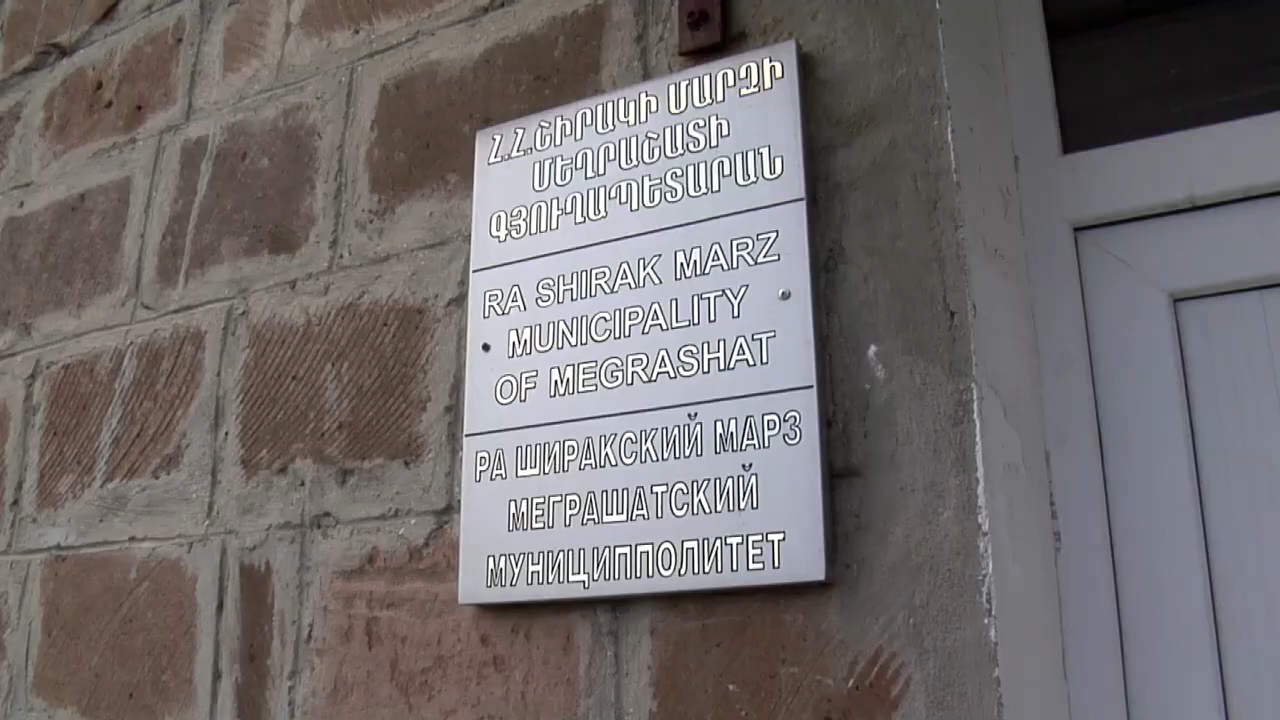 Հ.Հ.ՇԻՐԱԿԻ ՄԱՐԶԻ
ՄԵՂՐԱՇԱՏԻ
ԳՅՈՒՂԱՊԵՏԱՐԱՆ
RA SHIRAK MARZ
MUNICIPALITY
OF MEGRASHAT
РА ШИРАКСКИЙ МАРЗ
МЕГРАШАТСКИЙ
МУНИЦИППОЛИТЕТ